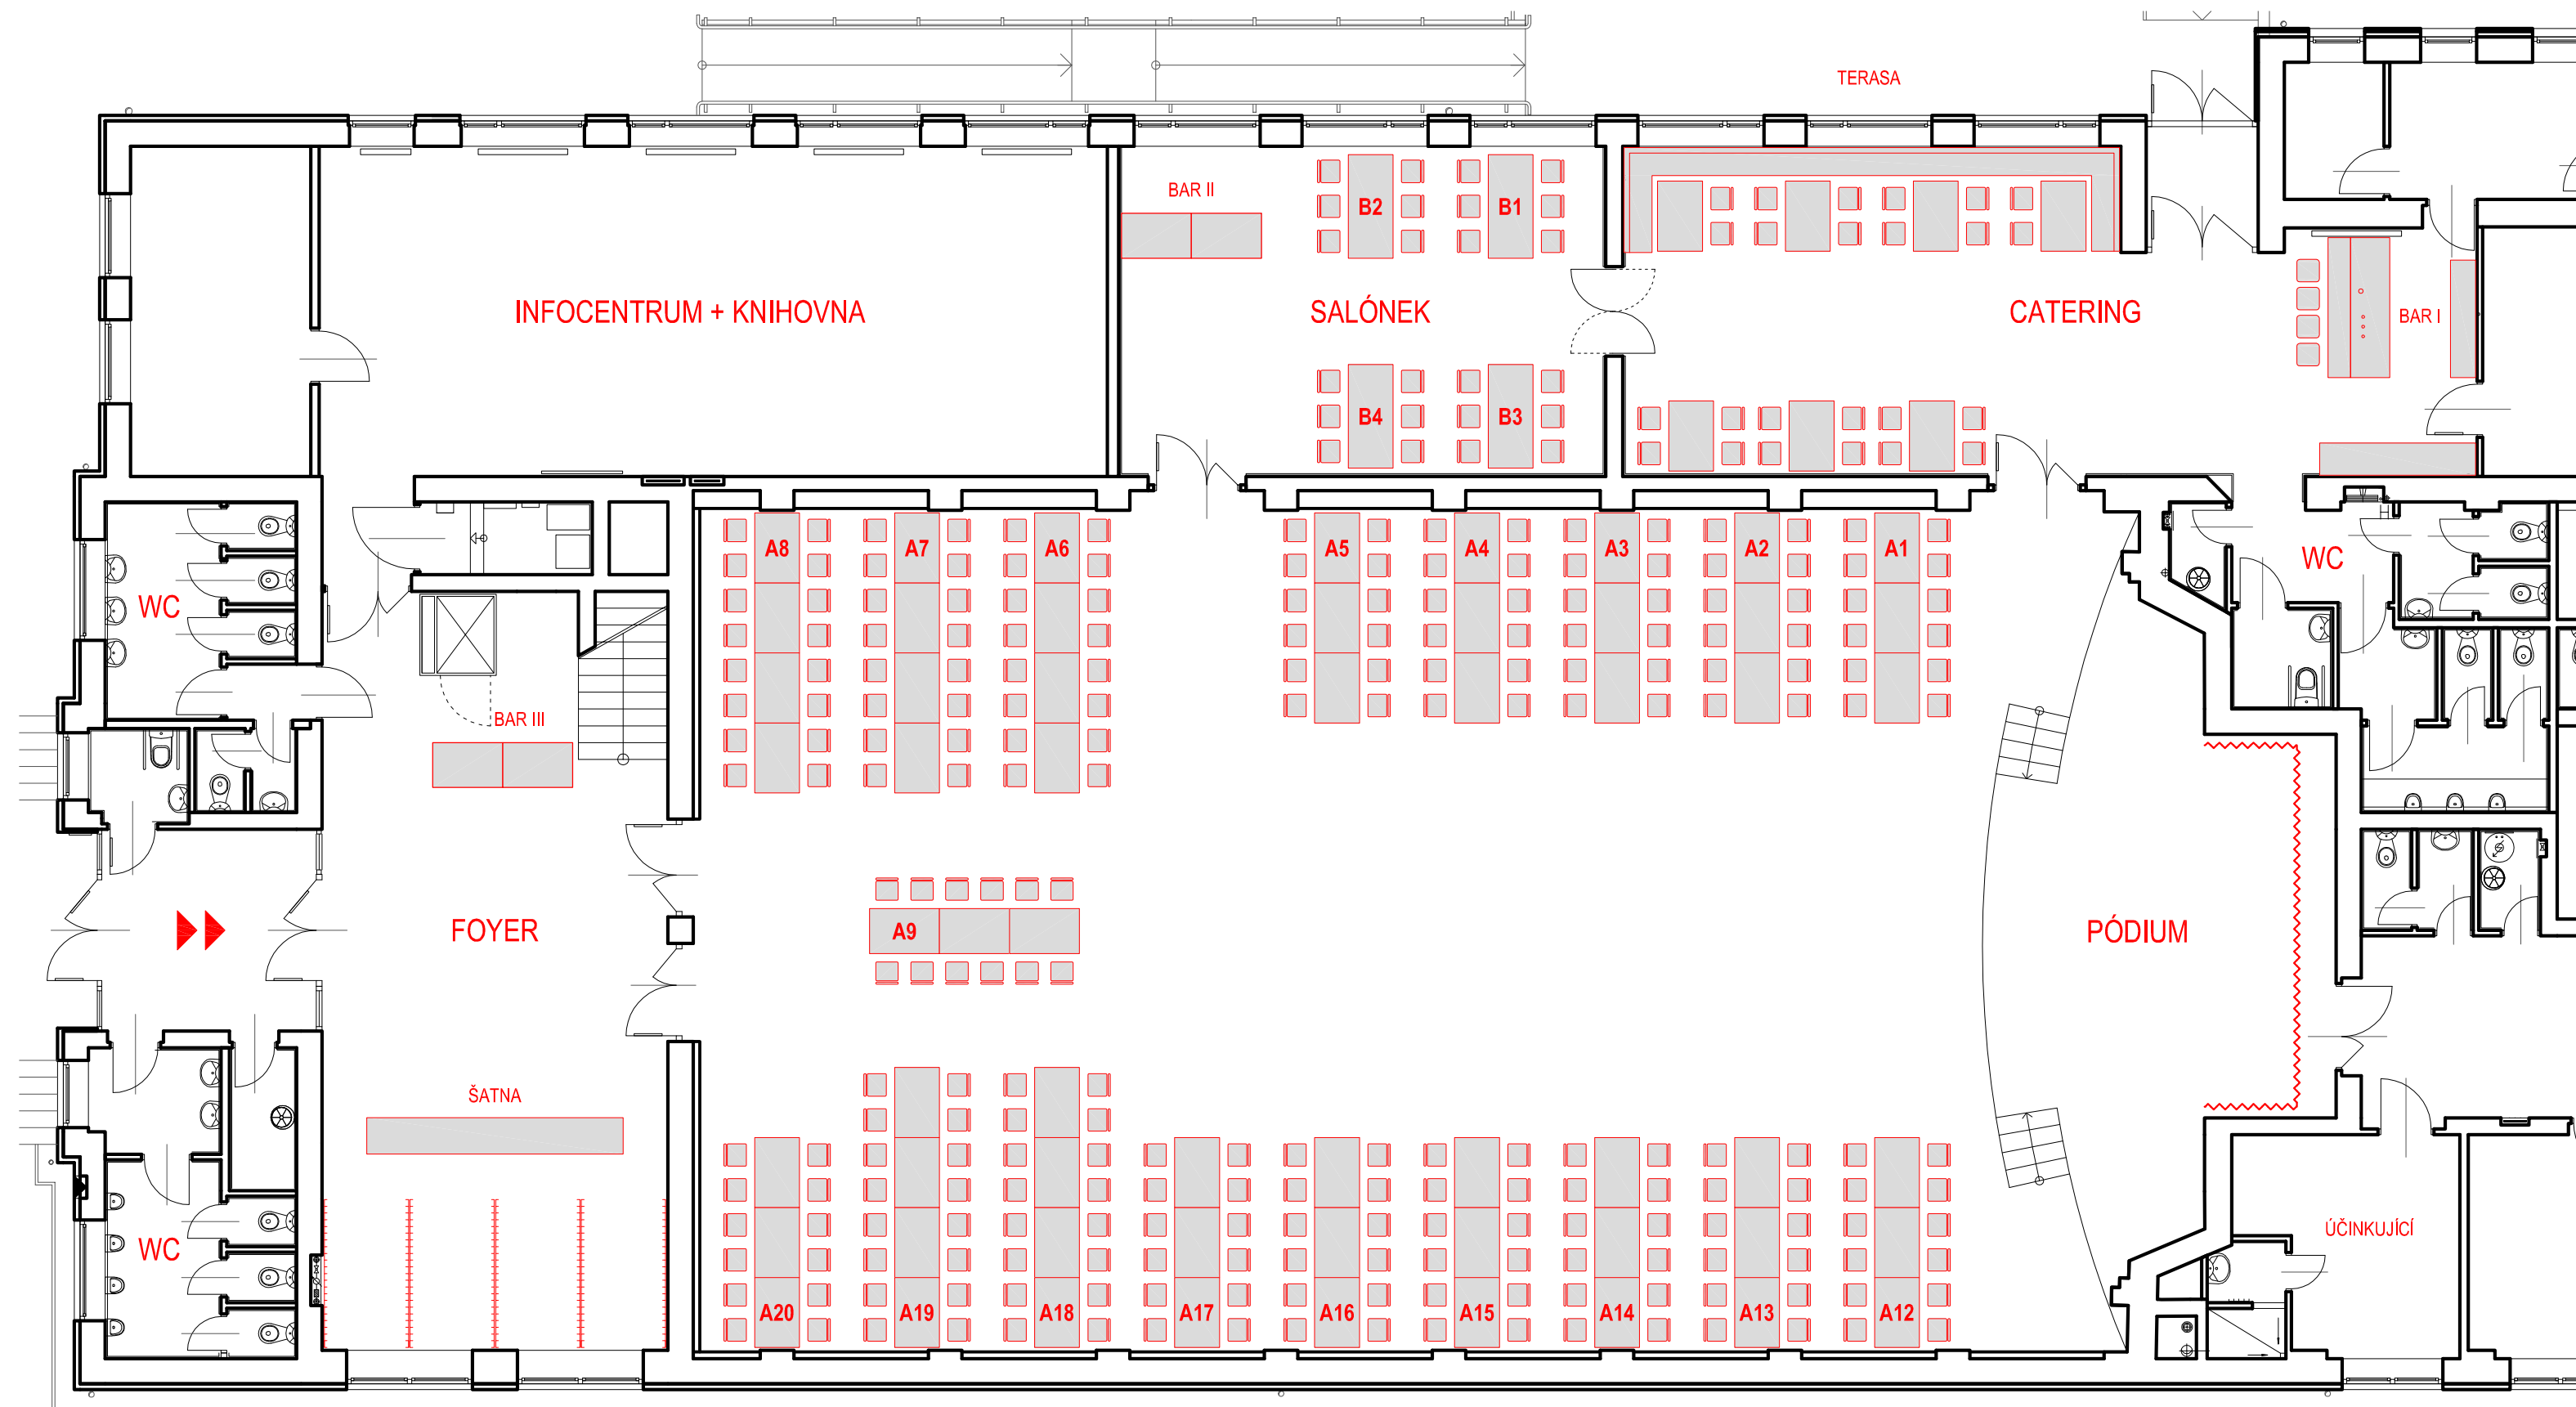 TERASA
BAR II
B2
B1
INFOCENTRUM + KNIHOVNA
SALÓNEK
CATERING
BAR I
B4
B3
A8
A7
A6
A5
A4
A3
A2
A1
WC
WC
BAR III
FOYER
A9
PÓDIUM
ŠATNA
WC
ÚČINKUJÍCÍ
A20
A19
A18
A17
A16
A15
A14
A13
A12